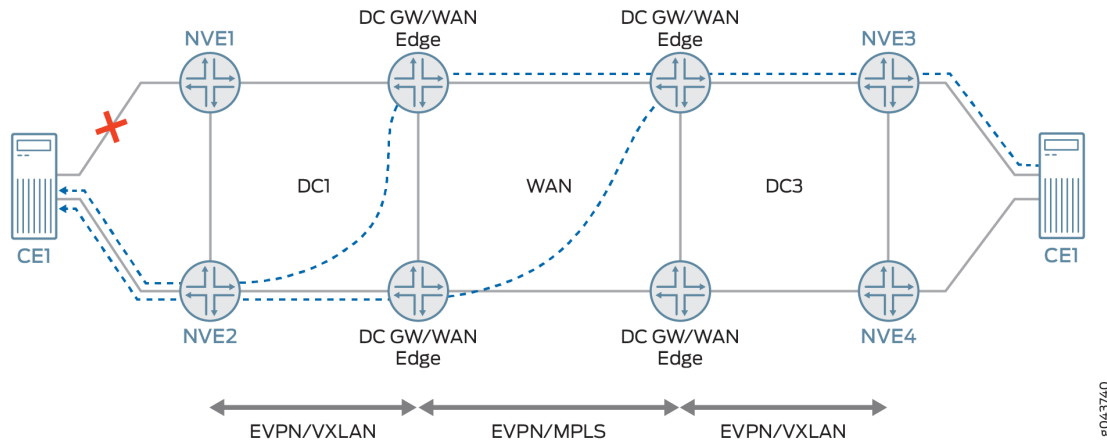 DC GW/WAN
Edge
DC GW/WAN
Edge
NVE1
NVE3
DC1
WAN
DC3
CE1
CE1
NVE2
DC GW/WAN
Edge
DC GW/WAN
Edge
NVE4
EVPN/VXLAN
EVPN/MPLS
EVPN/VXLAN
g043740